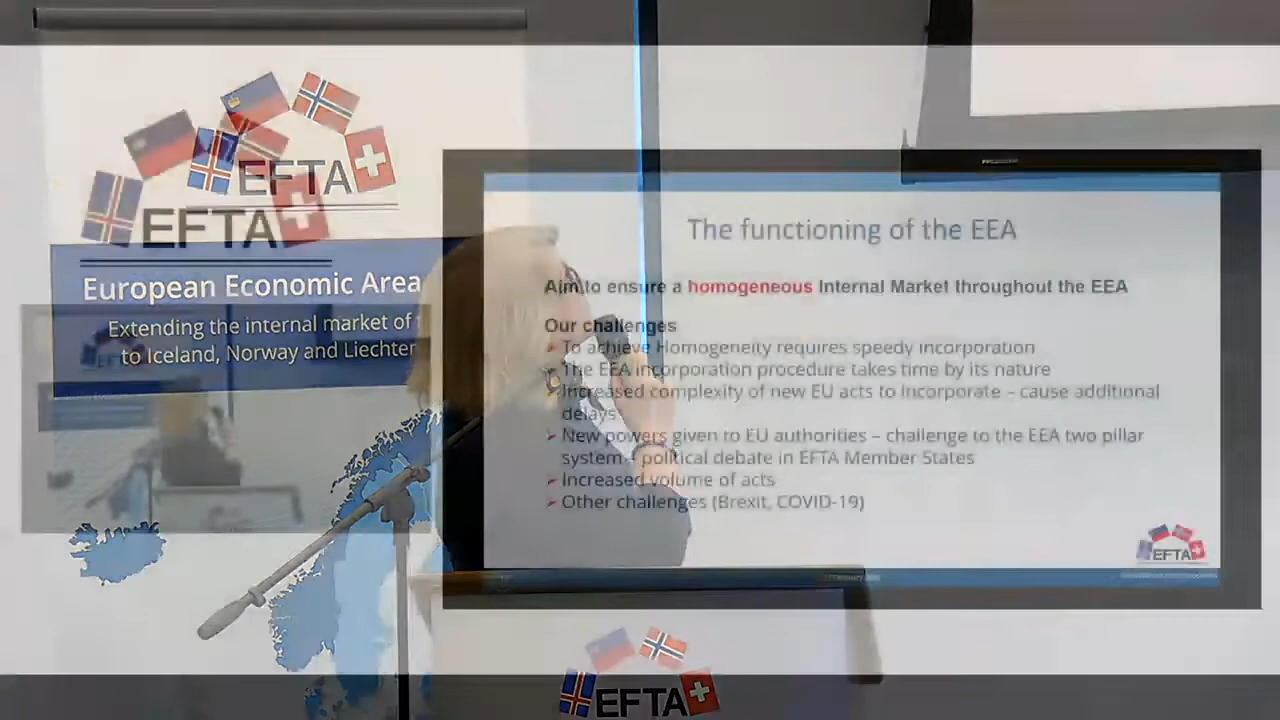 EFTA
EFTA
European Economic Area
Extending the internal market of
to Iceland, Norway and Liechten
The functioning of the EEA
Aim to ensure a homogeneous Internal Market throughout the EEA
Our challenges
To achieve Homogeneity requires speedy incorporation
The EEA incorporation procedure takes time by its nature
Increased complexity of new EU acts to incorporate – cause additional
delays
New powers given to EU authorities – challenge to the EEA two pillar
system – political debate in EFTA Member States
Increased volume of acts
Other challenges (Brexit, COVID-19)
EFTA
EFTA